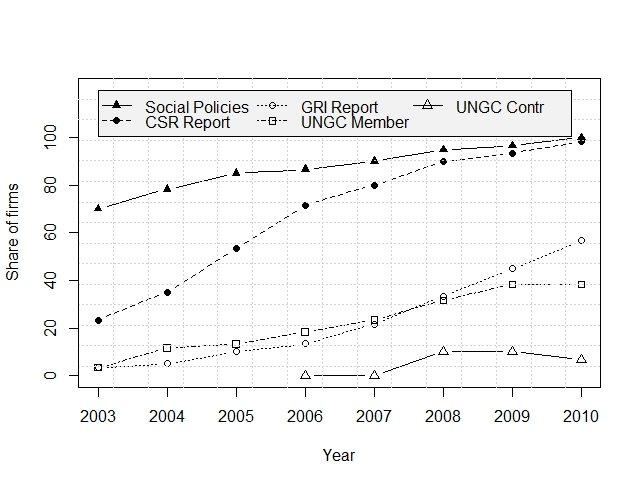 Social Policies GRI Report UNGC Contr
CSR Report UNGC Member
100
80
60
40
20
0
Share of firms
2003 2004 2005 2006 2007 2008 2009 2010
Year